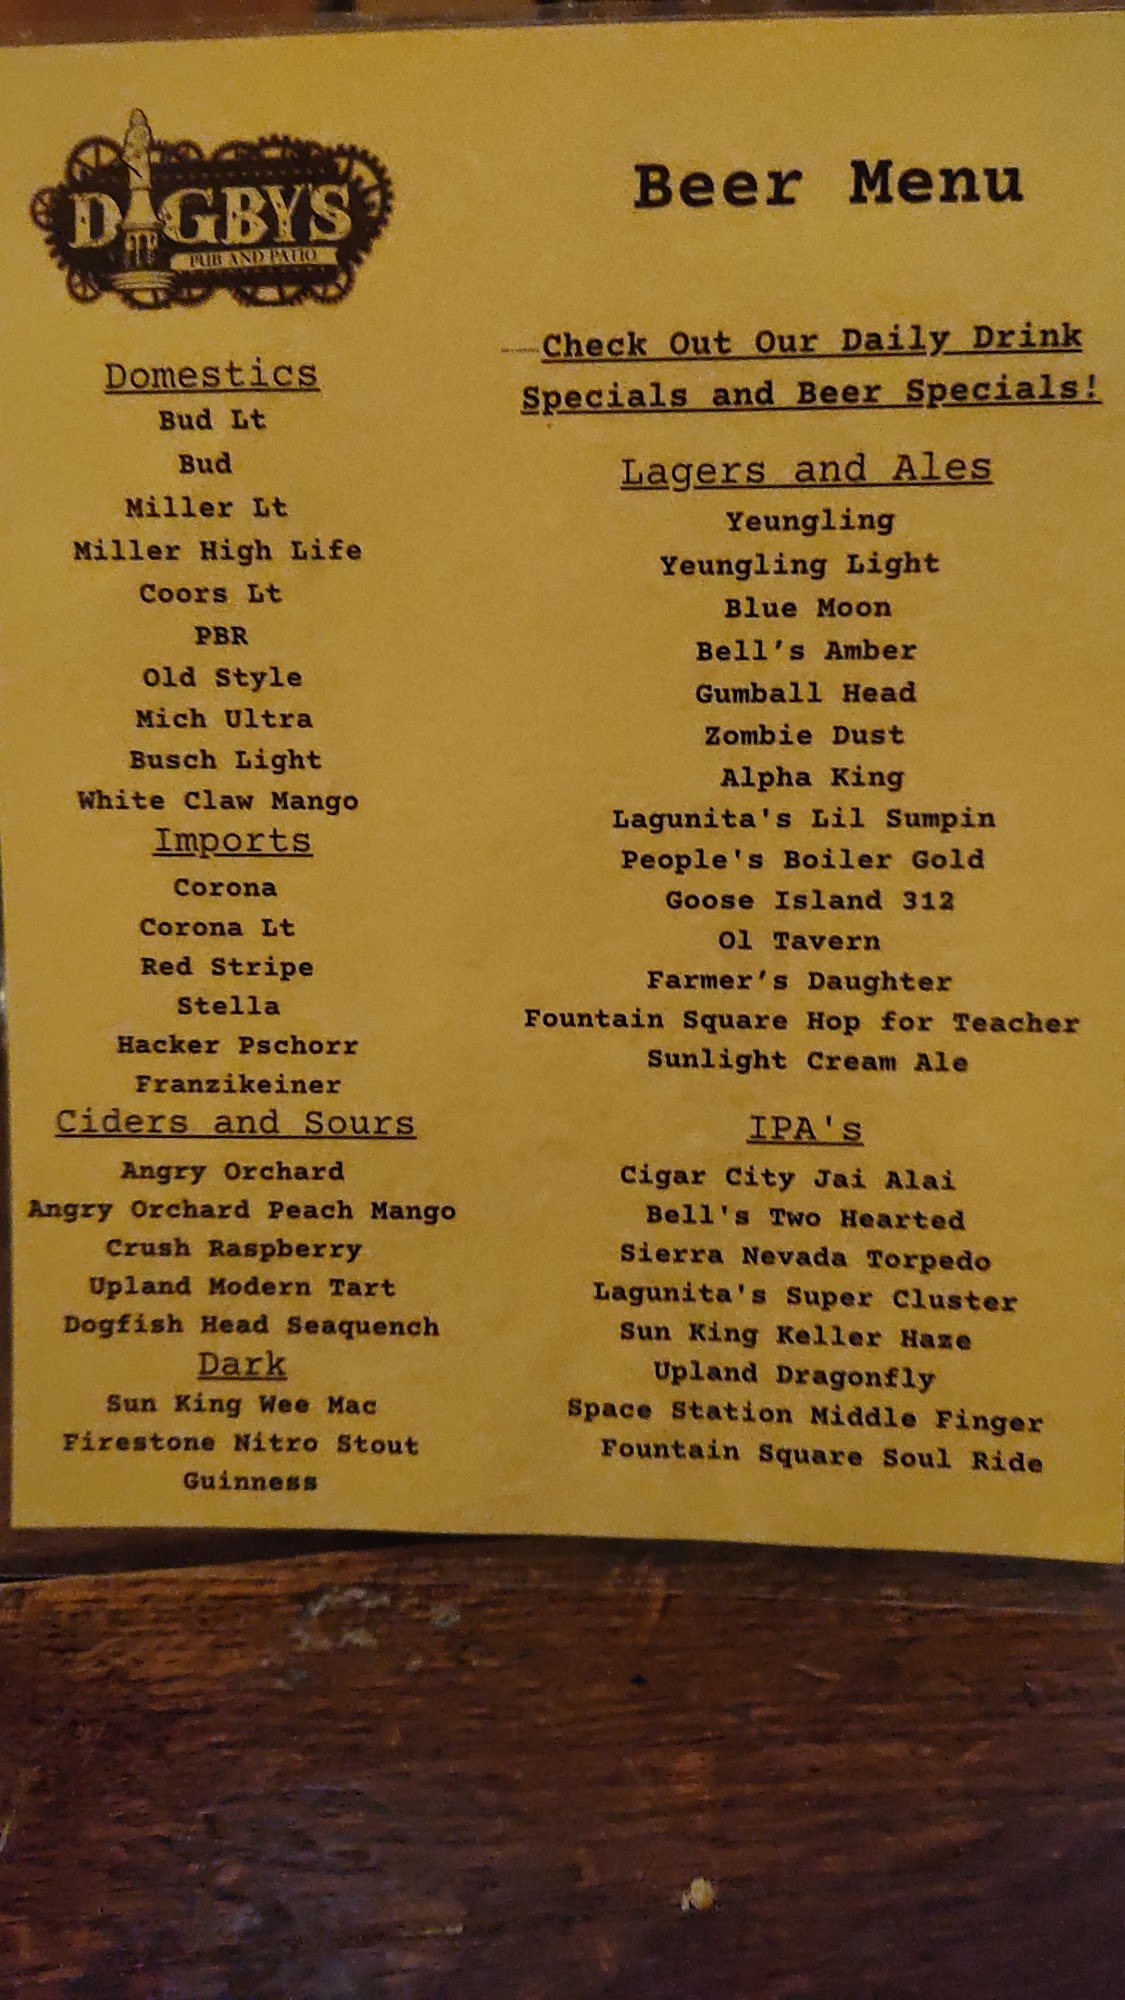 DIGBYS
PUB AND PATIO
Beer Menu
Check Out Our Daily Drink
Specials and Beer Specials!
Domestics
Bud Lt
Bud
Miller Lt
Miller High Life
Coors Lt
PBR
Old Style
Mich Ultra
Busch Light
White Claw Mango
Imports
Corona
Corona Lt
Red Stripe
Stella
Hacker Pschorr
Franzikeiner
Ciders and Sours
Angry Orchard
Angry Orchard Peach Mango
Crush Raspberry
Upland Modern Tart
Dogfish Head Seaquench
Dark
Sun King Wee Mac
Firestone Nitro Stout
Guinness
Lagers and Ales
Yeungling
Yeungling Light
Blue Moon
Bell's Amber
Gumball Head
Zombie Dust
Alpha King
Lagunita's Lil Sumpin
People's Boiler Gold
Goose Island 312
Ol Tavern
Farmer's Daughter
Fountain Square Hop for Teacher
Sunlight Cream Ale
IPA's
Cigar City Jai Alai
Bell's Two Hearted
Sierra Nevada Torpedo
Lagunita's Super Cluster
Sun King Keller Haze
Upland Dragonfly
Space Station Middle Finger
Fountain Square Soul Ride